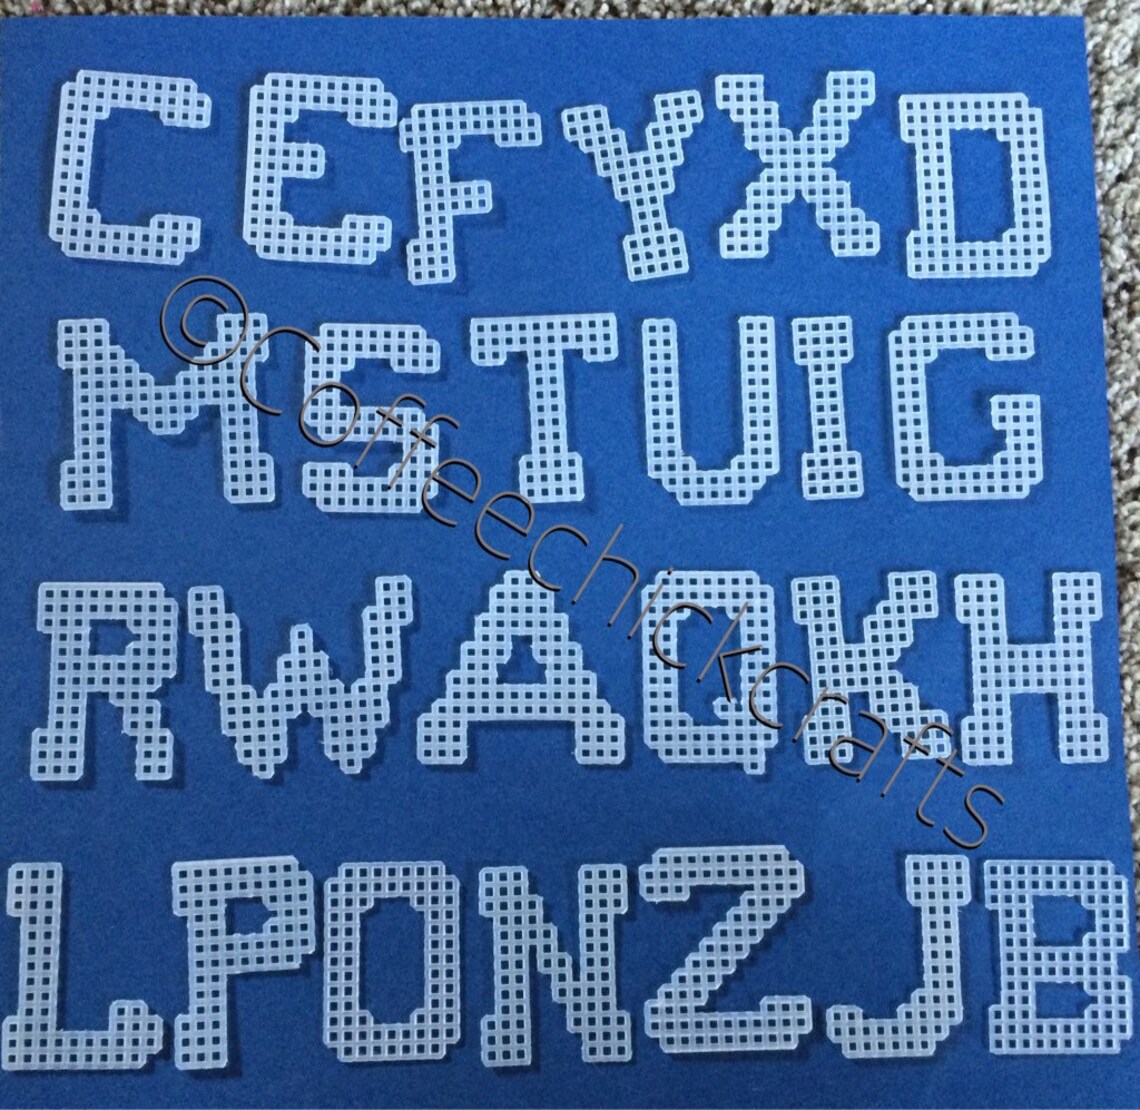 CEFYXD
MSTUIG
RWAQKH
LPONZJB
©Coffeechickcrafts